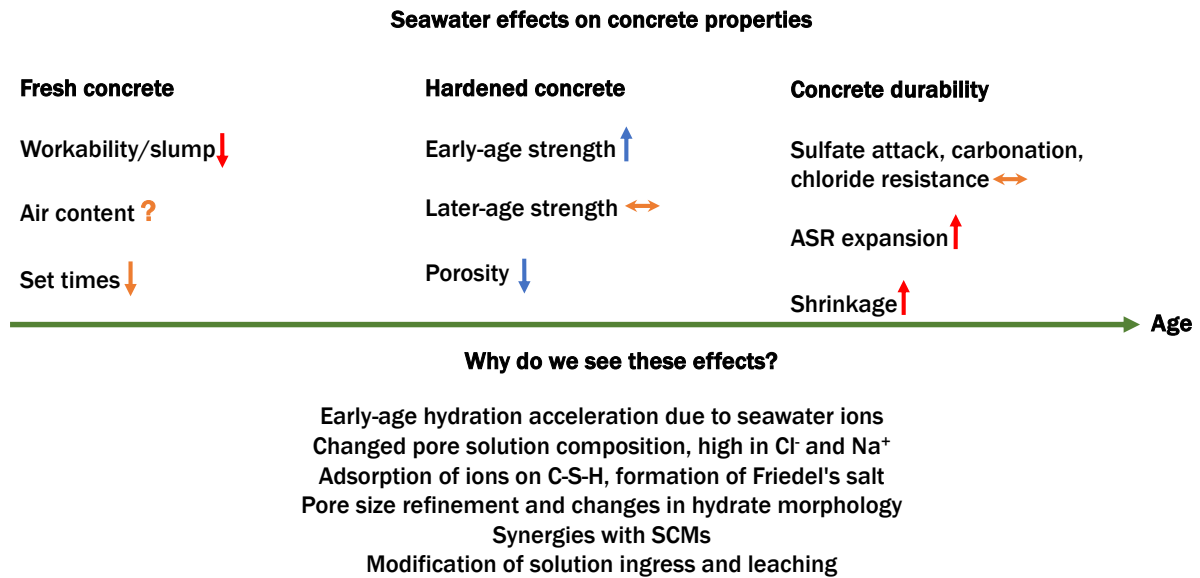 Seawater effects on concrete properties
Fresh concrete
Workability/slump
Air content ?
Set times
Hardened concrete
Early-age strength
Later-age strength
Porosity
Concrete durability
Sulfate attack, carbonation,
chloride resistance
ASR expansion
Shrinkage
Age
Why do we see these effects?
Early-age hydration acceleration due to seawater ions
Changed pore solution composition, high in Cl⁻ and Na⁺
Adsorption of ions on C-S-H, formation of Friedel's salt
Pore size refinement and changes in hydrate morphology
Synergies with SCMs
Modification of solution ingress and leaching